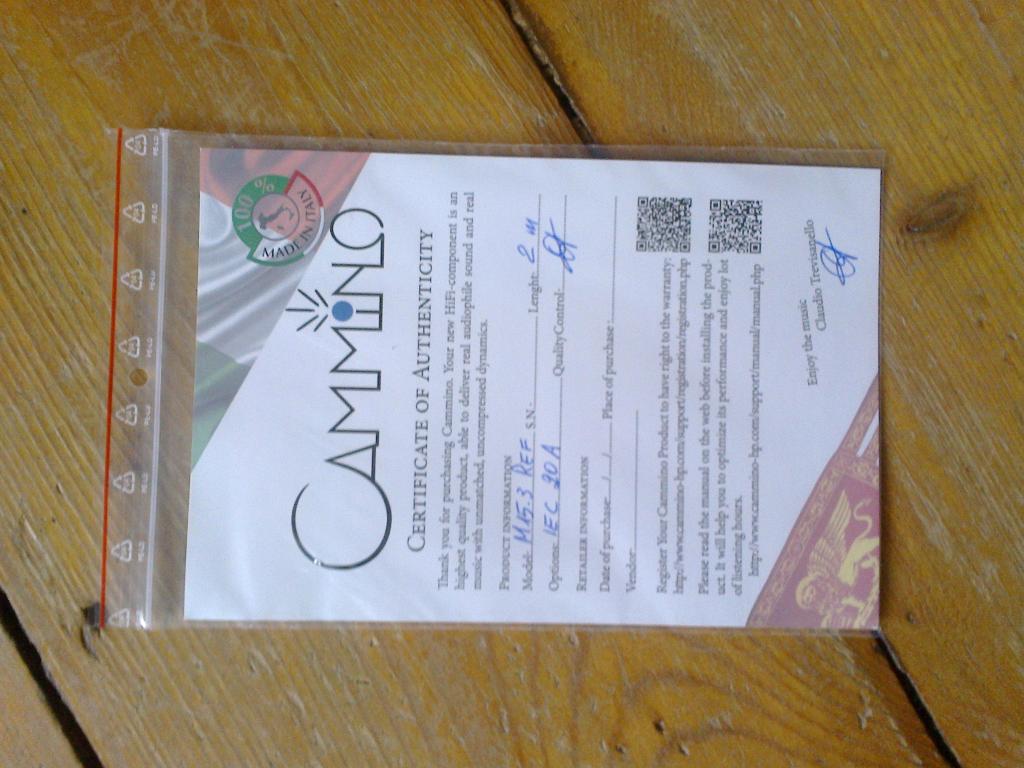 100%
MADE IN ITALY
CAMMINO
CERTIFICATE OF AUTHENTICITY
Thank you for purchasing Cammino. Your new HiFi-component is an
highest quality product, able to deliver real audiophile sound and real
music with unmatched, uncompressed dynamics.
PRODUCT INFORMATION
Model: M15.3 REF S.N.: Lenght: 2 m
Options: IEC 20A QualityControl:
RETAILER INFORMATION
Date of purchase: / / Place of purchase:
Vendor:
Register Your Cammino Product to have right to the warranty:
http://www.cammino-hp.com/support/registration/registration.php
Please read the manual on the web before installing the prod-
uct. It will help you to optimize its performance and enjoy lot
of listening hours.
http://www.cammino-hp.com/support/manual/manual.php
Enjoy the music
Claudio Trevisanello